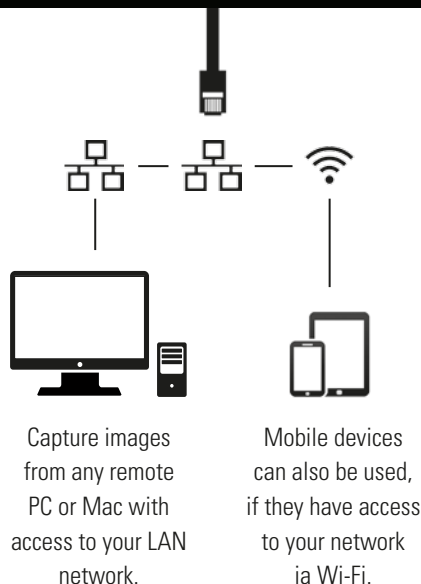 Capture images
from any remote
PC or Mac with
access to your LAN
network.
Mobile devices
can also be used,
if they have access
to your network
ia Wi-Fi.